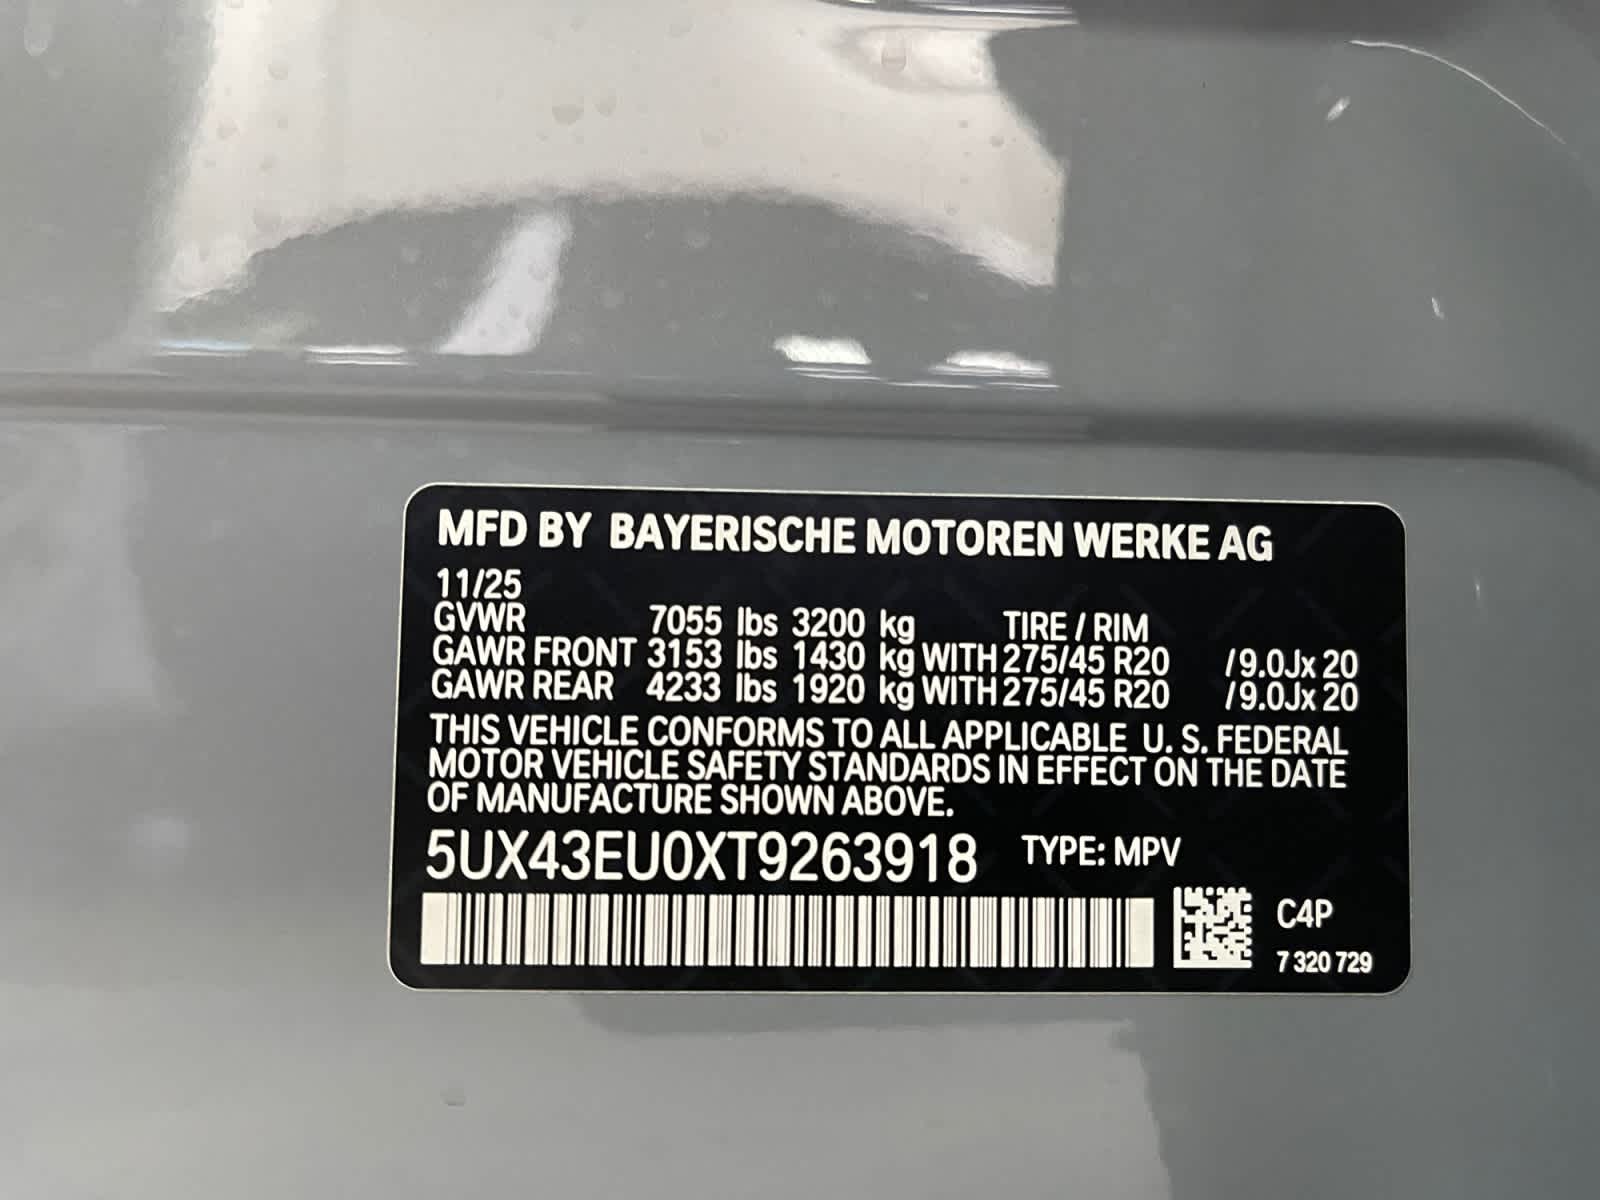 MFD BY BAYERISCHE MOTOREN WERKE AG
11/25
GVWR 7055 lbs 3200 kg TIRE / RIM
GAWR FRONT 3153 lbs 1430 kg WITH 275/45 R20 /9.0Jx 20
GAWR REAR 4233 lbs 1920 kg WITH 275/45 R20 /9.0Jx 20
THIS VEHICLE CONFORMS TO ALL APPLICABLE U. S. FEDERAL
MOTOR VEHICLE SAFETY STANDARDS IN EFFECT ON THE DATE
OF MANUFACTURE SHOWN ABOVE.
5UX43EU0XT9263918 TYPE: MPV
C4P
7 320 729